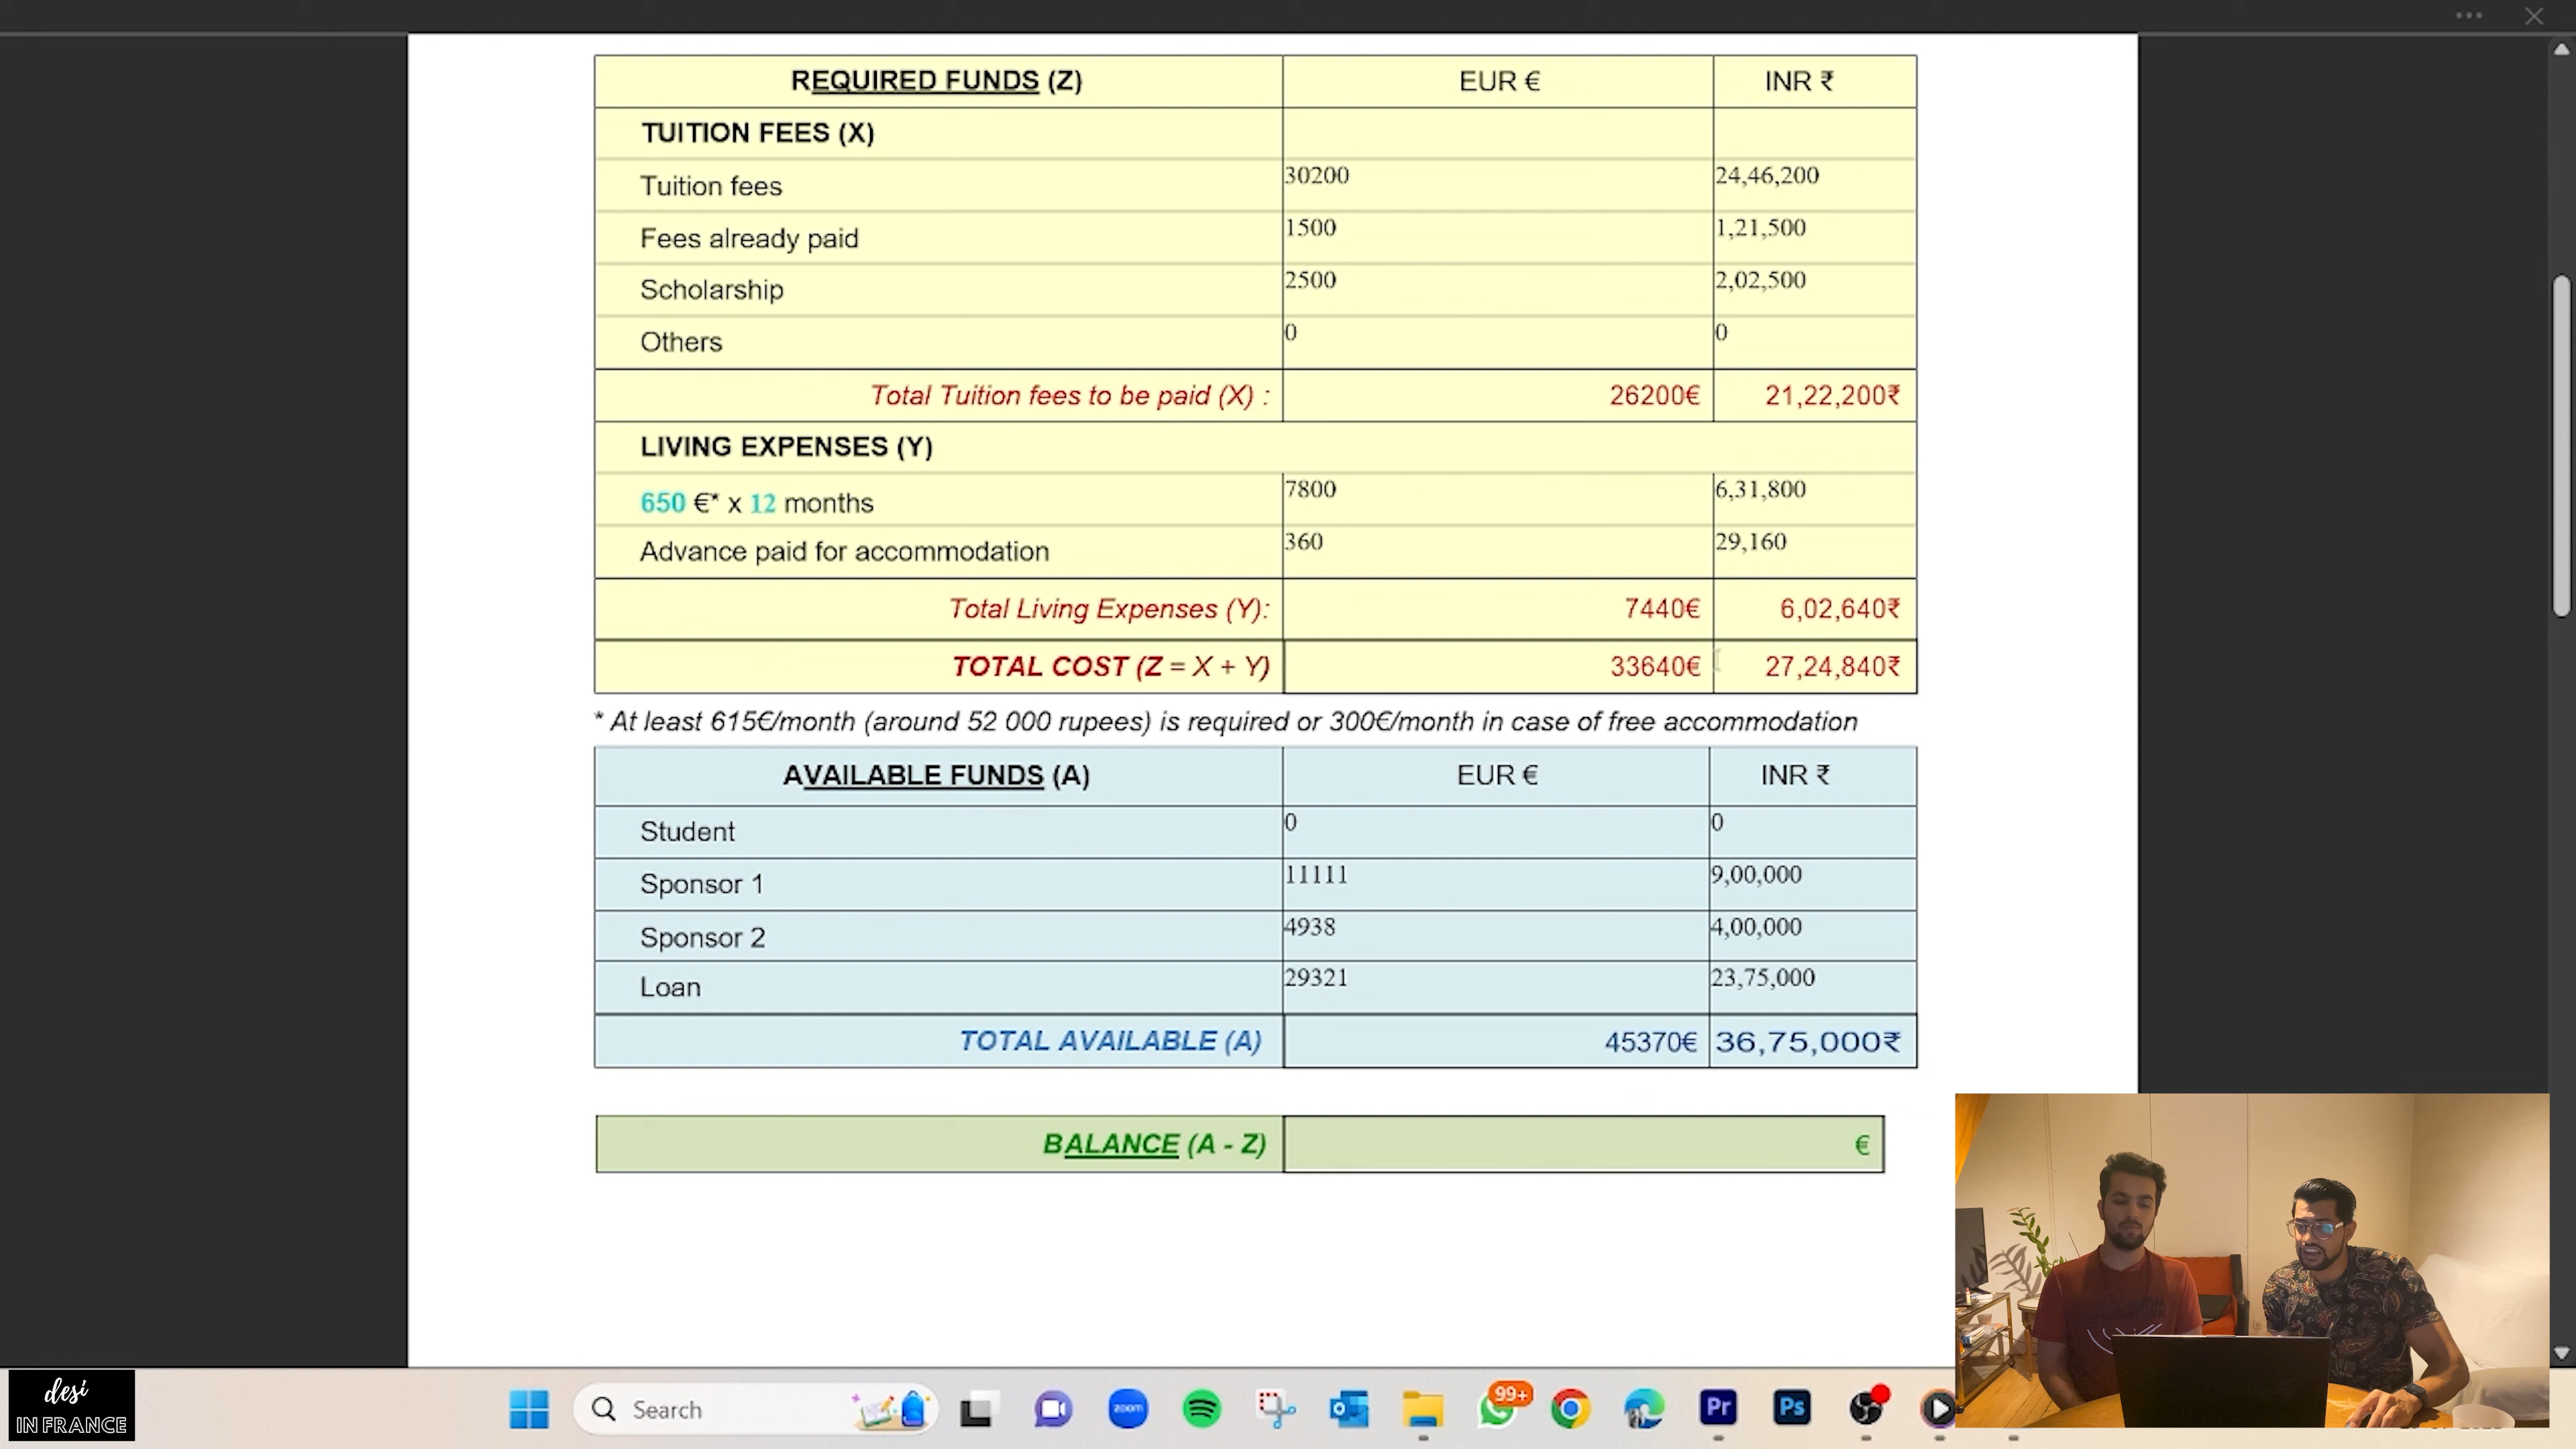 REQUIRED FUNDS (Z) EUR € INR ₹
TUITION FEES (X)
Tuition fees 30200 24,46,200
Fees already paid 1500 1,21,500
Scholarship 2500 2,02,500
Others 0 0
Total Tuition fees to be paid (X) : 26200€ 21,22,200₹
LIVING EXPENSES (Y)
650 €* x 12 months 7800 6,31,800
Advance paid for accommodation 360 29,160
Total Living Expenses (Y): 7440€ 6,02,640₹
TOTAL COST (Z = X + Y) 33640€ 27,24,840₹
* At least 615€/month (around 52 000 rupees) is required or 300€/month in case of free accommodation
AVAILABLE FUNDS (A) EUR € INR ₹
Student 0 0
Sponsor 1 11111 9,00,000
Sponsor 2 4938 4,00,000
Loan 29321 23,75,000
TOTAL AVAILABLE (A) 45370€ 36,75,000₹
BALANCE (A - Z) €
desi
IN FRANCE
Search
zoom
99+
Pr
Ps